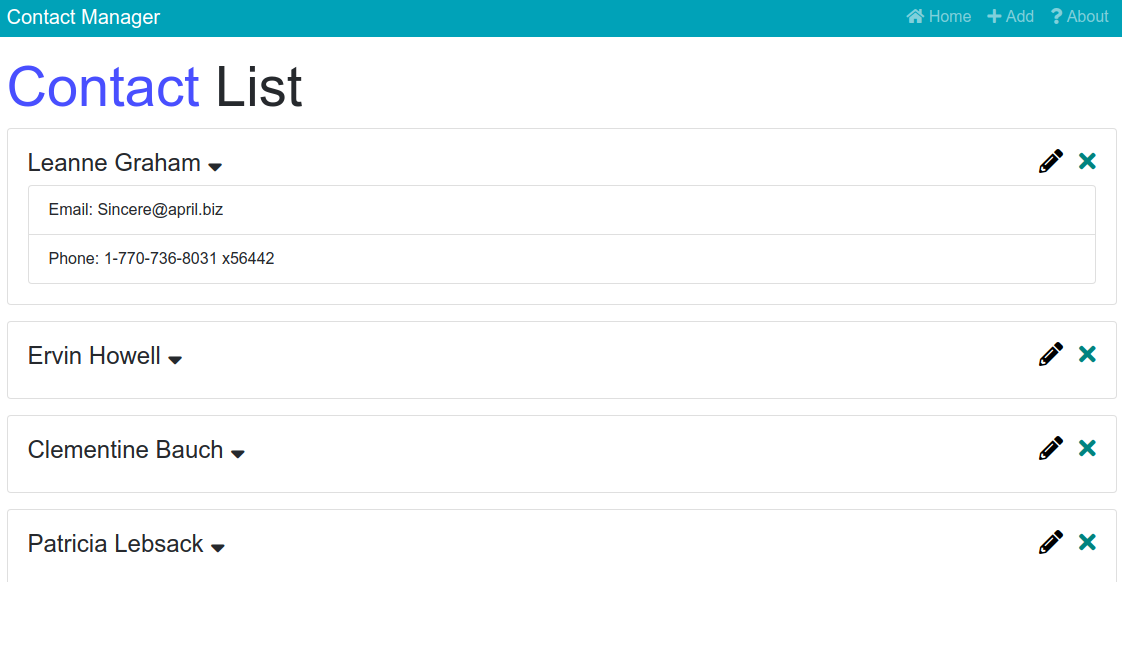 Contact Manager
Home Add About
Contact List
Leanne Graham
Email: Sincere@april.biz
Phone: 1-770-736-8031 x56442
Ervin Howell
Clementine Bauch
Patricia Lebsack